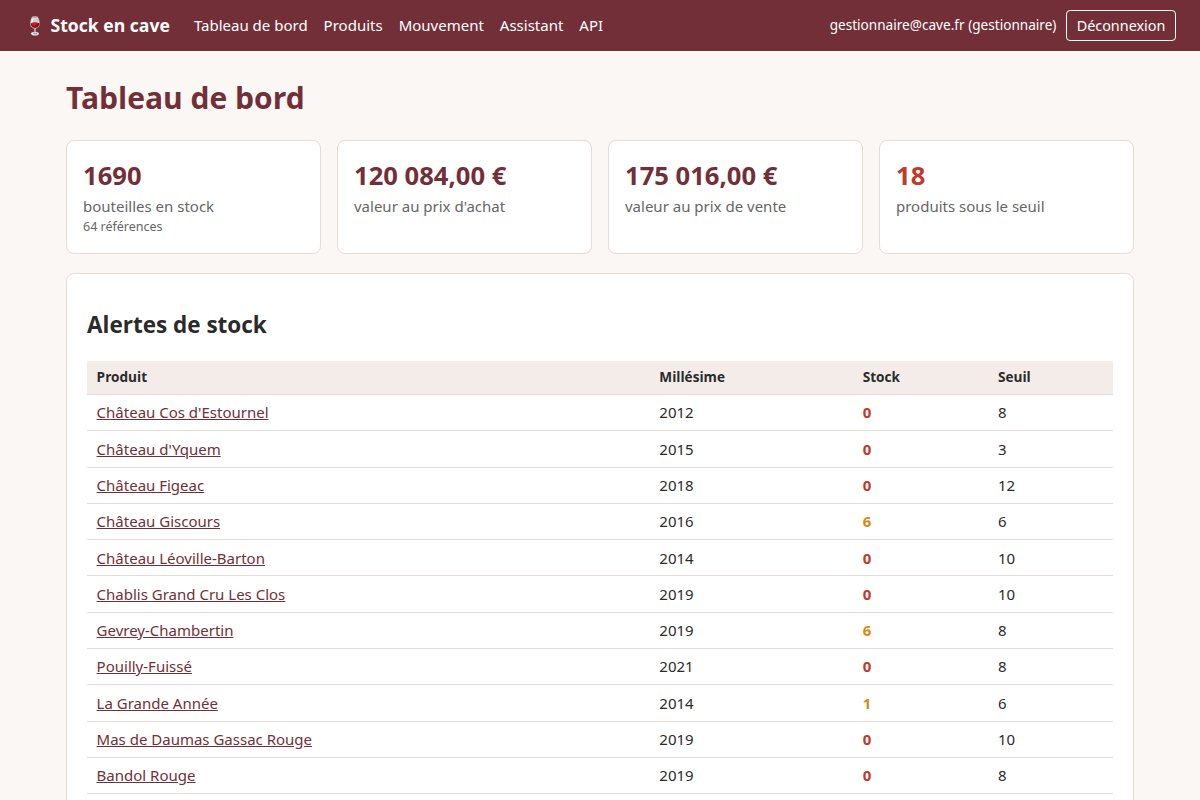 Stock en cave Tableau de bord Produits Mouvement Assistant API gestionnaire@cave.fr (gestionnaire) Déconnexion
Tableau de bord
1690
bouteilles en stock
64 références
120 084,00 €
valeur au prix d'achat
175 016,00 €
valeur au prix de vente
18
produits sous le seuil
Alertes de stock
Produit Millésime Stock Seuil
Château Cos d'Estournel 2012 0 8
Château d'Yquem 2015 0 3
Château Figeac 2018 0 12
Château Giscours 2016 6 6
Château Léoville-Barton 2014 0 10
Chablis Grand Cru Les Clos 2019 0 10
Gevrey-Chambertin 2019 6 8
Pouilly-Fuissé 2021 0 8
La Grande Année 2014 1 6
Mas de Daumas Gassac Rouge 2019 0 10
Bandol Rouge 2019 0 8